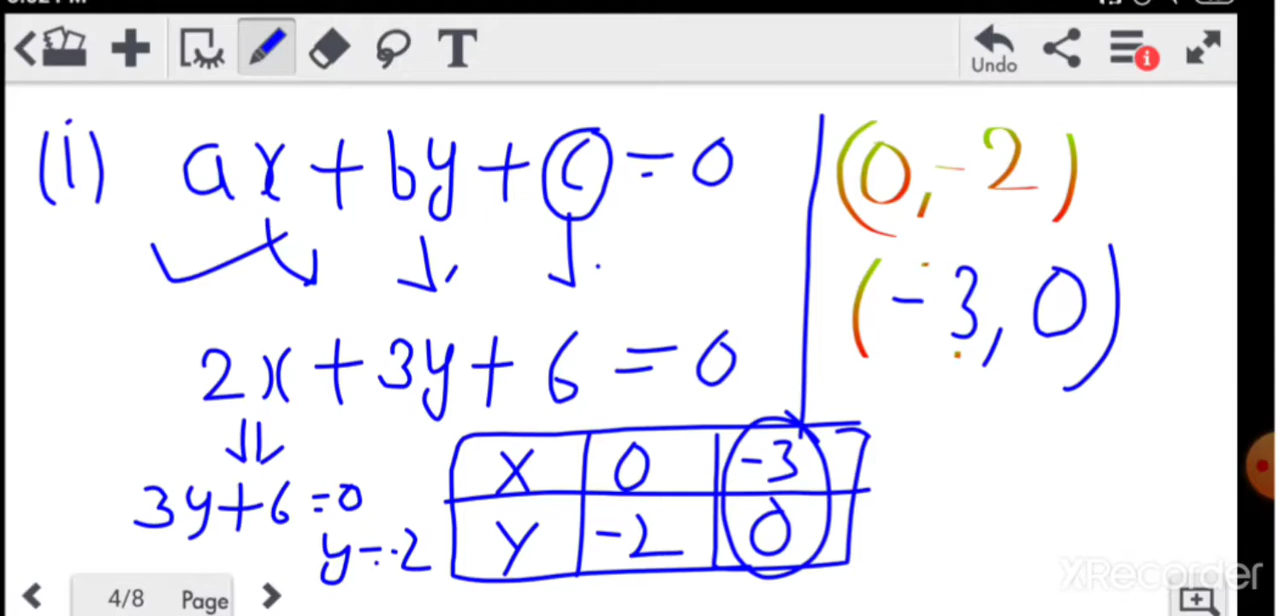 Undo
(i) ax + by + c = 0
(0, -2)
(-3, 0)
2x + 3y + 6 = 0
3y + 6 = 0
y = -2
X 0 -3
Y -2 0
XRecorder
4/8 Page